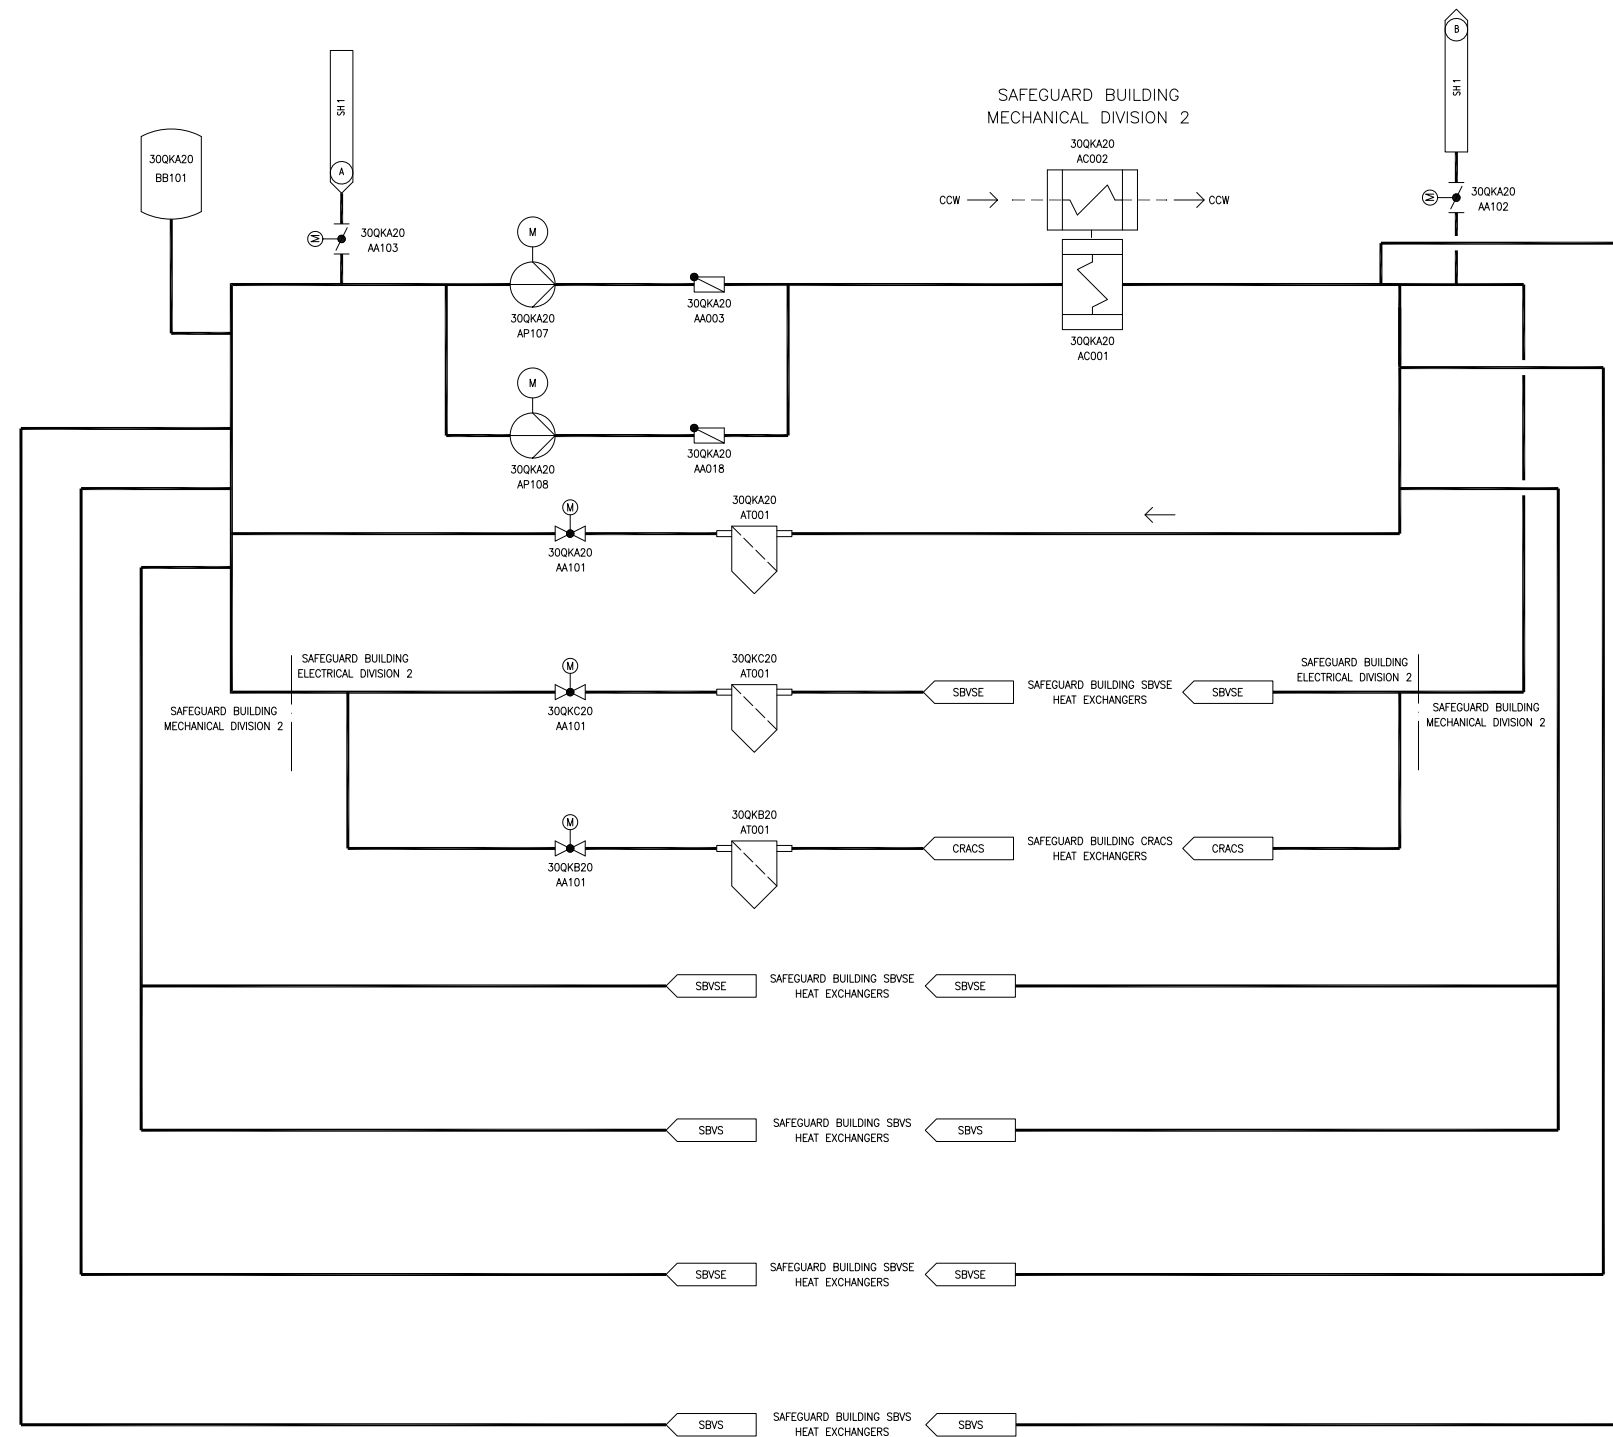 B
SH1
SH1
A
SAFEGUARD BUILDING
MECHANICAL DIVISION 2
30QKA20
AC002
CCW
CCW
30QKA20
BB101
M
30QKA20
AA102
M
30QKA20
AA103
M
30QKA20
AP107
30QKA20
AA003
30QKA20
AC001
M
30QKA20
AP108
30QKA20
AA018
M
30QKA20
AA101
30QKA20
AT001
SAFEGUARD BUILDING
ELECTRICAL DIVISION 2
SAFEGUARD BUILDING
MECHANICAL DIVISION 2
M
30QKC20
AA101
30QKC20
AT001
SBVSE
SAFEGUARD BUILDING SBVSE
HEAT EXCHANGERS
SBVSE
SAFEGUARD BUILDING
ELECTRICAL DIVISION 2
SAFEGUARD BUILDING
MECHANICAL DIVISION 2
M
30QKB20
AA101
30QKB20
AT001
CRACS
SAFEGUARD BUILDING CRACS
HEAT EXCHANGERS
CRACS
SBVSE
SAFEGUARD BUILDING SBVSE
HEAT EXCHANGERS
SBVSE
SBVS
SAFEGUARD BUILDING SBVS
HEAT EXCHANGERS
SBVS
SBVSE
SAFEGUARD BUILDING SBVSE
HEAT EXCHANGERS
SBVSE
SBVS
SAFEGUARD BUILDING SBVS
HEAT EXCHANGERS
SBVS